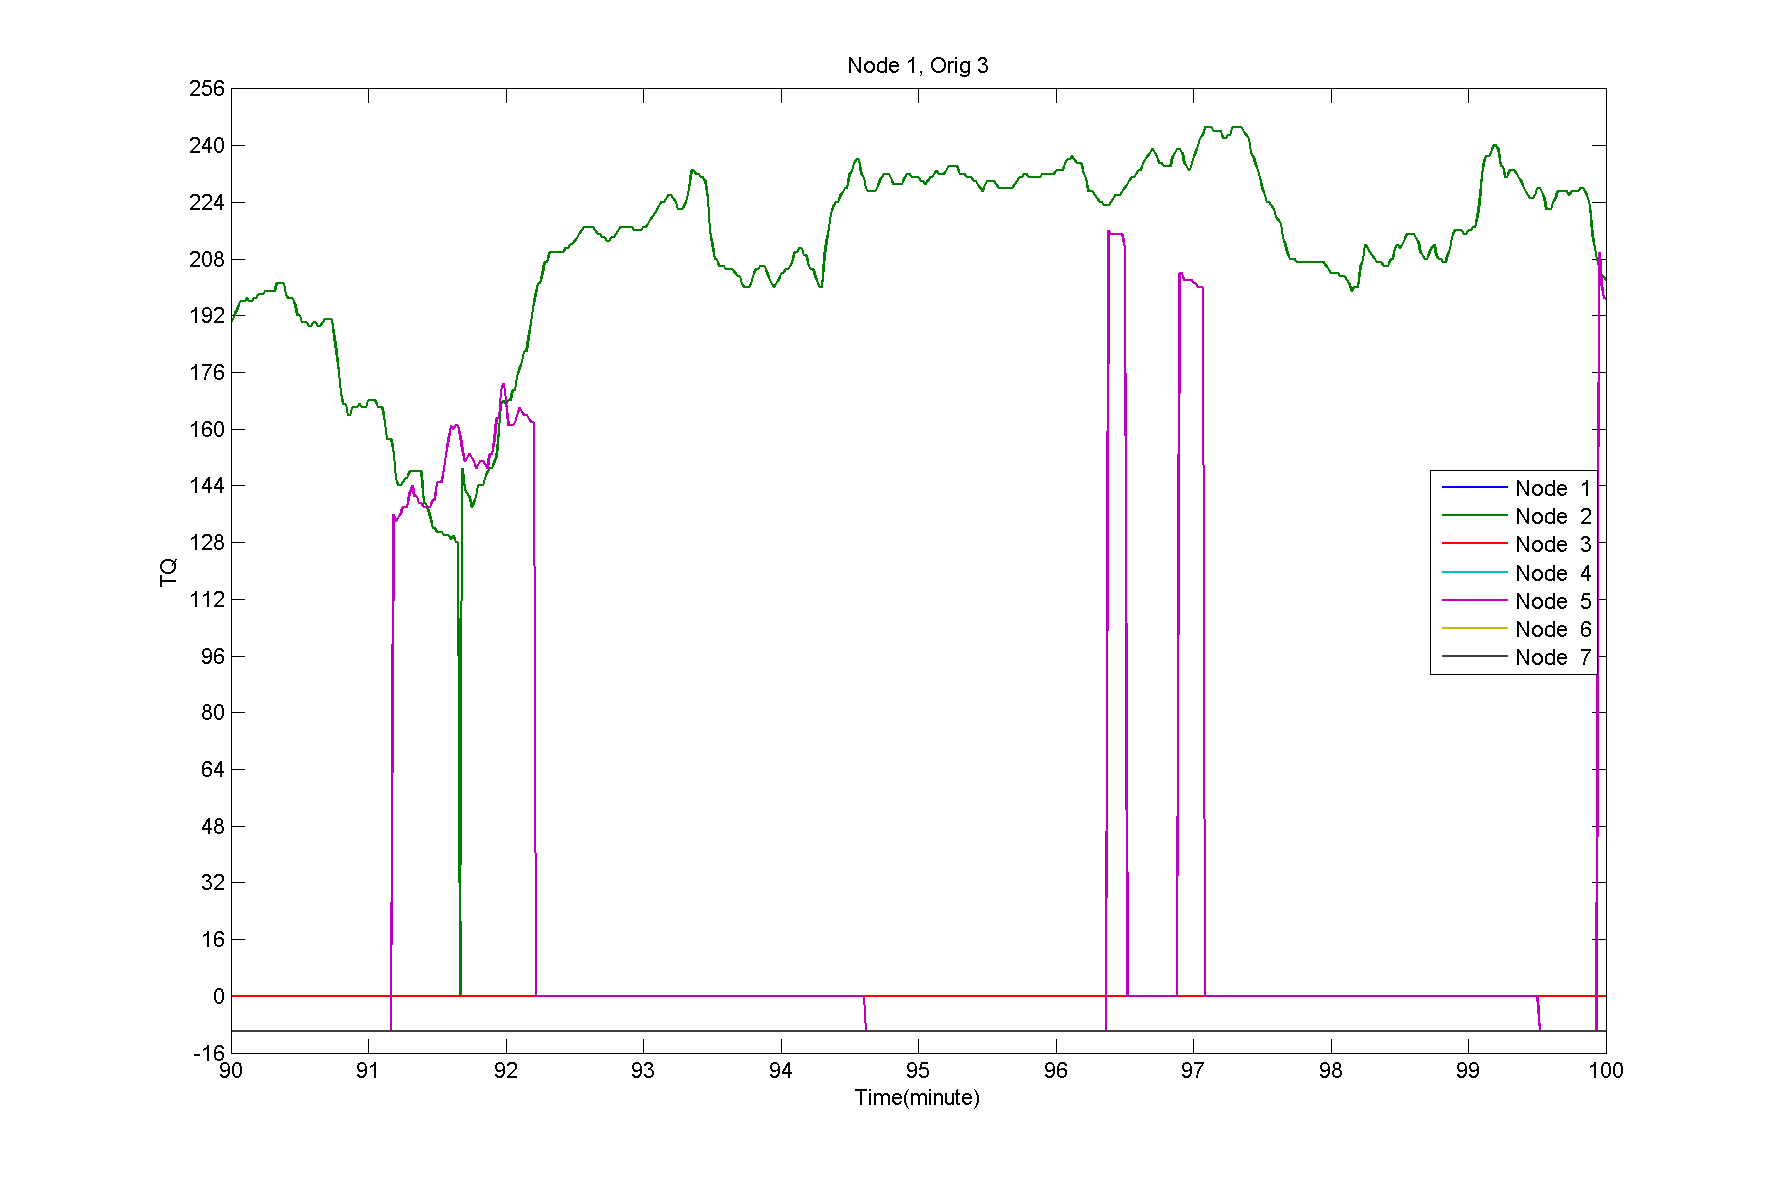 Node 1, Orig 3
256
240
224
208
192
176
160
144
128
112
96
80
64
48
32
16
0
-16
TQ
Node 1
Node 2
Node 3
Node 4
Node 5
Node 6
Node 7
90 91 92 93 94 95 96 97 98 99 100
Time(minute)